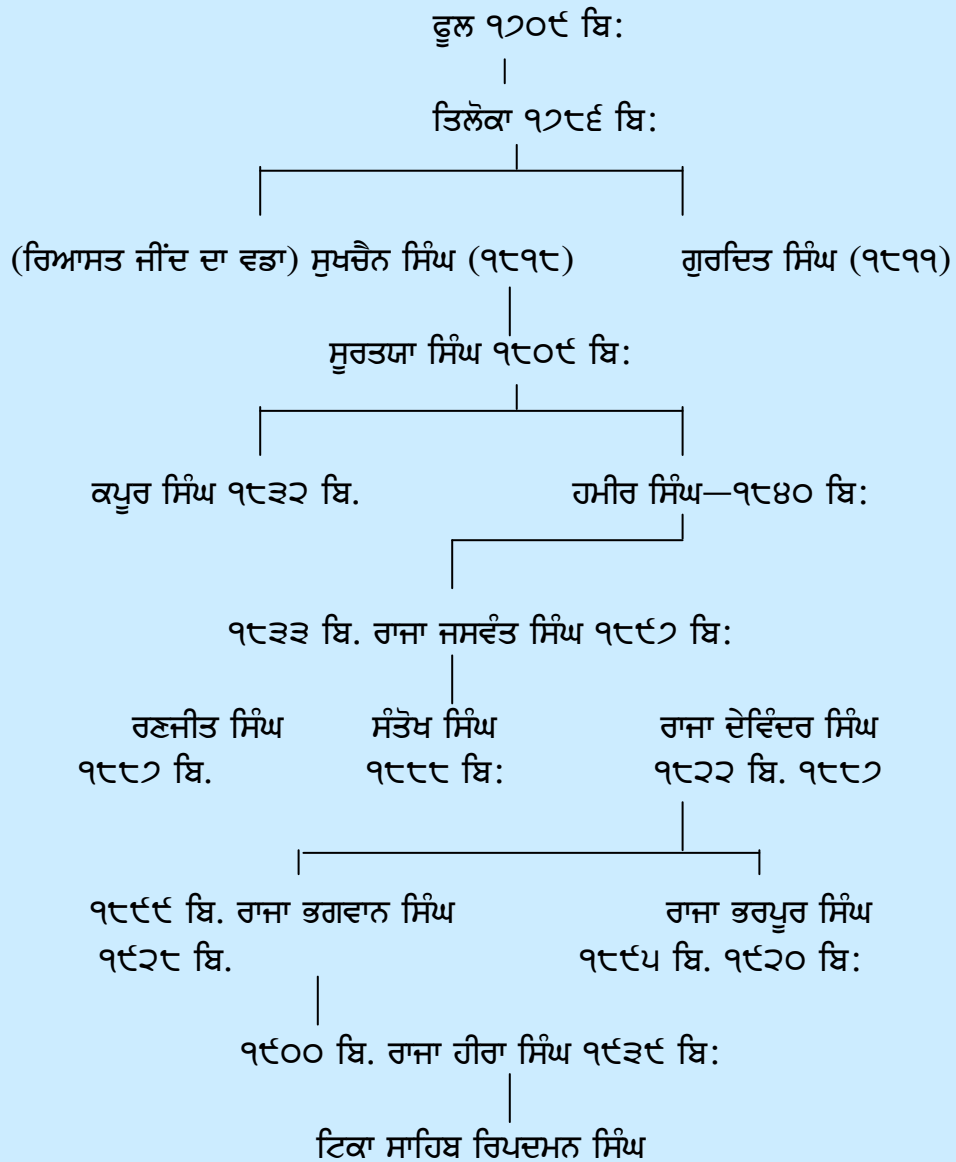 ਫੂਲ ੧੭੦੯ ਬਿ:
ਤਿਲੋਕਾ ੧੭੮੬ ਬਿ:
(ਰਿਆਸਤ ਜੀਂਦ ਦਾ ਵਡਾ) ਸੁਖਚੈਨ ਸਿੰਘ (੧੮੧੮) ਗੁਰਦਿਤ ਸਿੰਘ (੧੮੧੧)
ਸੂਰਤਯਾ ਸਿੰਘ ੧੮੦੯ ਬਿ:
ਕਪੂਰ ਸਿੰਘ ੧੮੩੨ ਬਿ. ਹਮੀਰ ਸਿੰਘ—੧੮੪੦ ਬਿ:
੧੮੩੩ ਬਿ. ਰਾਜਾ ਜਸਵੰਤ ਸਿੰਘ ੧੮੯੭ ਬਿ:
ਰਣਜੀਤ ਸਿੰਘ ਸੰਤੋਖ ਸਿੰਘ ਰਾਜਾ ਦੇਵਿੰਦਰ ਸਿੰਘ
੧੮੮੭ ਬਿ. ੧੮੮੮ ਬਿ: ੧੮੨੨ ਬਿ. ੧੮੮੭
੧੮੯੯ ਬਿ. ਰਾਜਾ ਭਗਵਾਨ ਸਿੰਘ ਰਾਜਾ ਭਰਪੂਰ ਸਿੰਘ
੧੯੨੮ ਬਿ. ੧੮੯੫ ਬਿ. ੧੯੨੦ ਬਿ:
੧੯੦੦ ਬਿ. ਰਾਜਾ ਹੀਰਾ ਸਿੰਘ ੧੯੩੯ ਬਿ:
ਟਿਕਾ ਸਾਹਿਬ ਰਿਪਦਮਨ ਸਿੰਘ